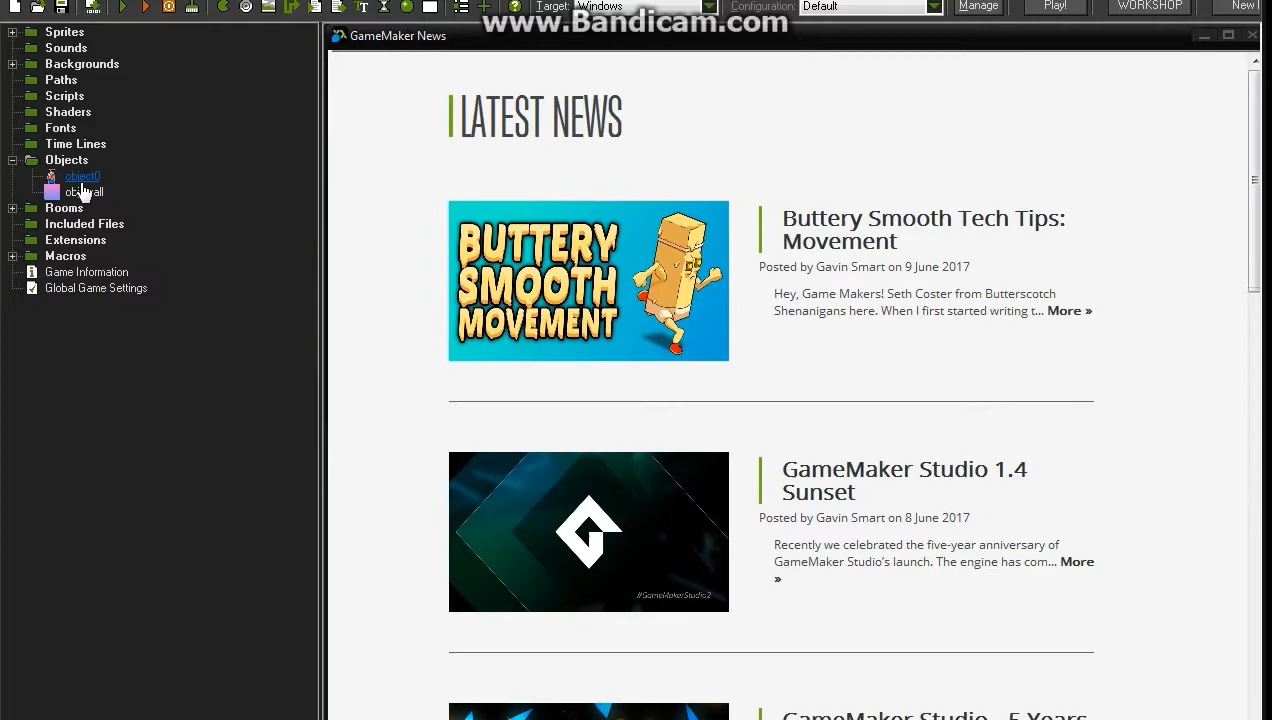 www.Bandicam.com
Target: Windows
Configuration: Default
Manage
Play!
WORKSHOP
Sprites
Sounds
Backgrounds
Paths
Scripts
Shaders
Fonts
Time Lines
Objects
object0
Rooms
Included Files
Extensions
Macros
Game Information
Global Game Settings
GameMaker News
LATEST NEWS
BUTTERY
SMOOTH
MOVEMENT
Buttery Smooth Tech Tips:
Movement
Posted by Gavin Smart on 9 June 2017
Hey, Game Makers! Seth Coster from Butterscotch
Shenanigans here. When I first started writing t... More »
//GameMakerStudio2
GameMaker Studio 1.4
Sunset
Posted by Gavin Smart on 8 June 2017
Recently we celebrated the five-year anniversary of
GameMaker Studio's launch. The engine has com... More
»
GameMaker Studio - 5 Years